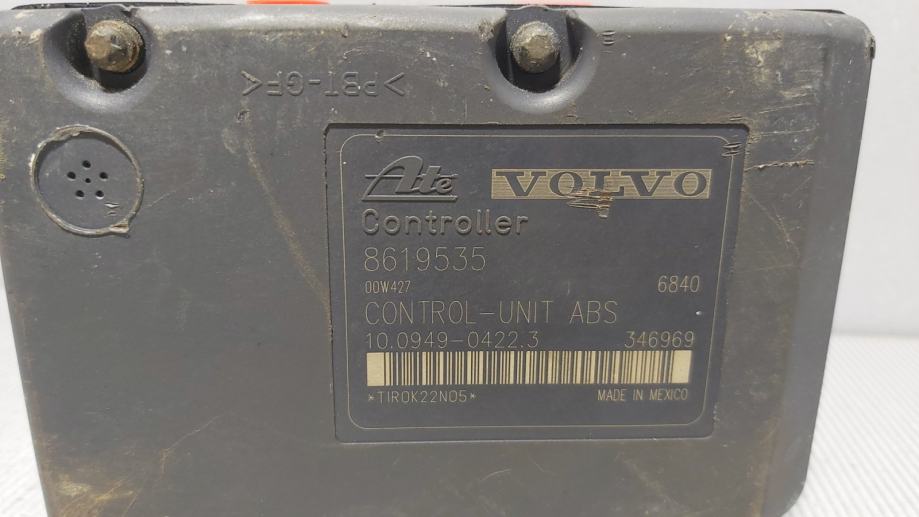 >PBT-GF<
Ate VOLVO
Controller
8619535
00W427 6840
CONTROL-UNIT ABS
10.0949-0422.3 346969
*TIR0K22N05* MADE IN MEXICO